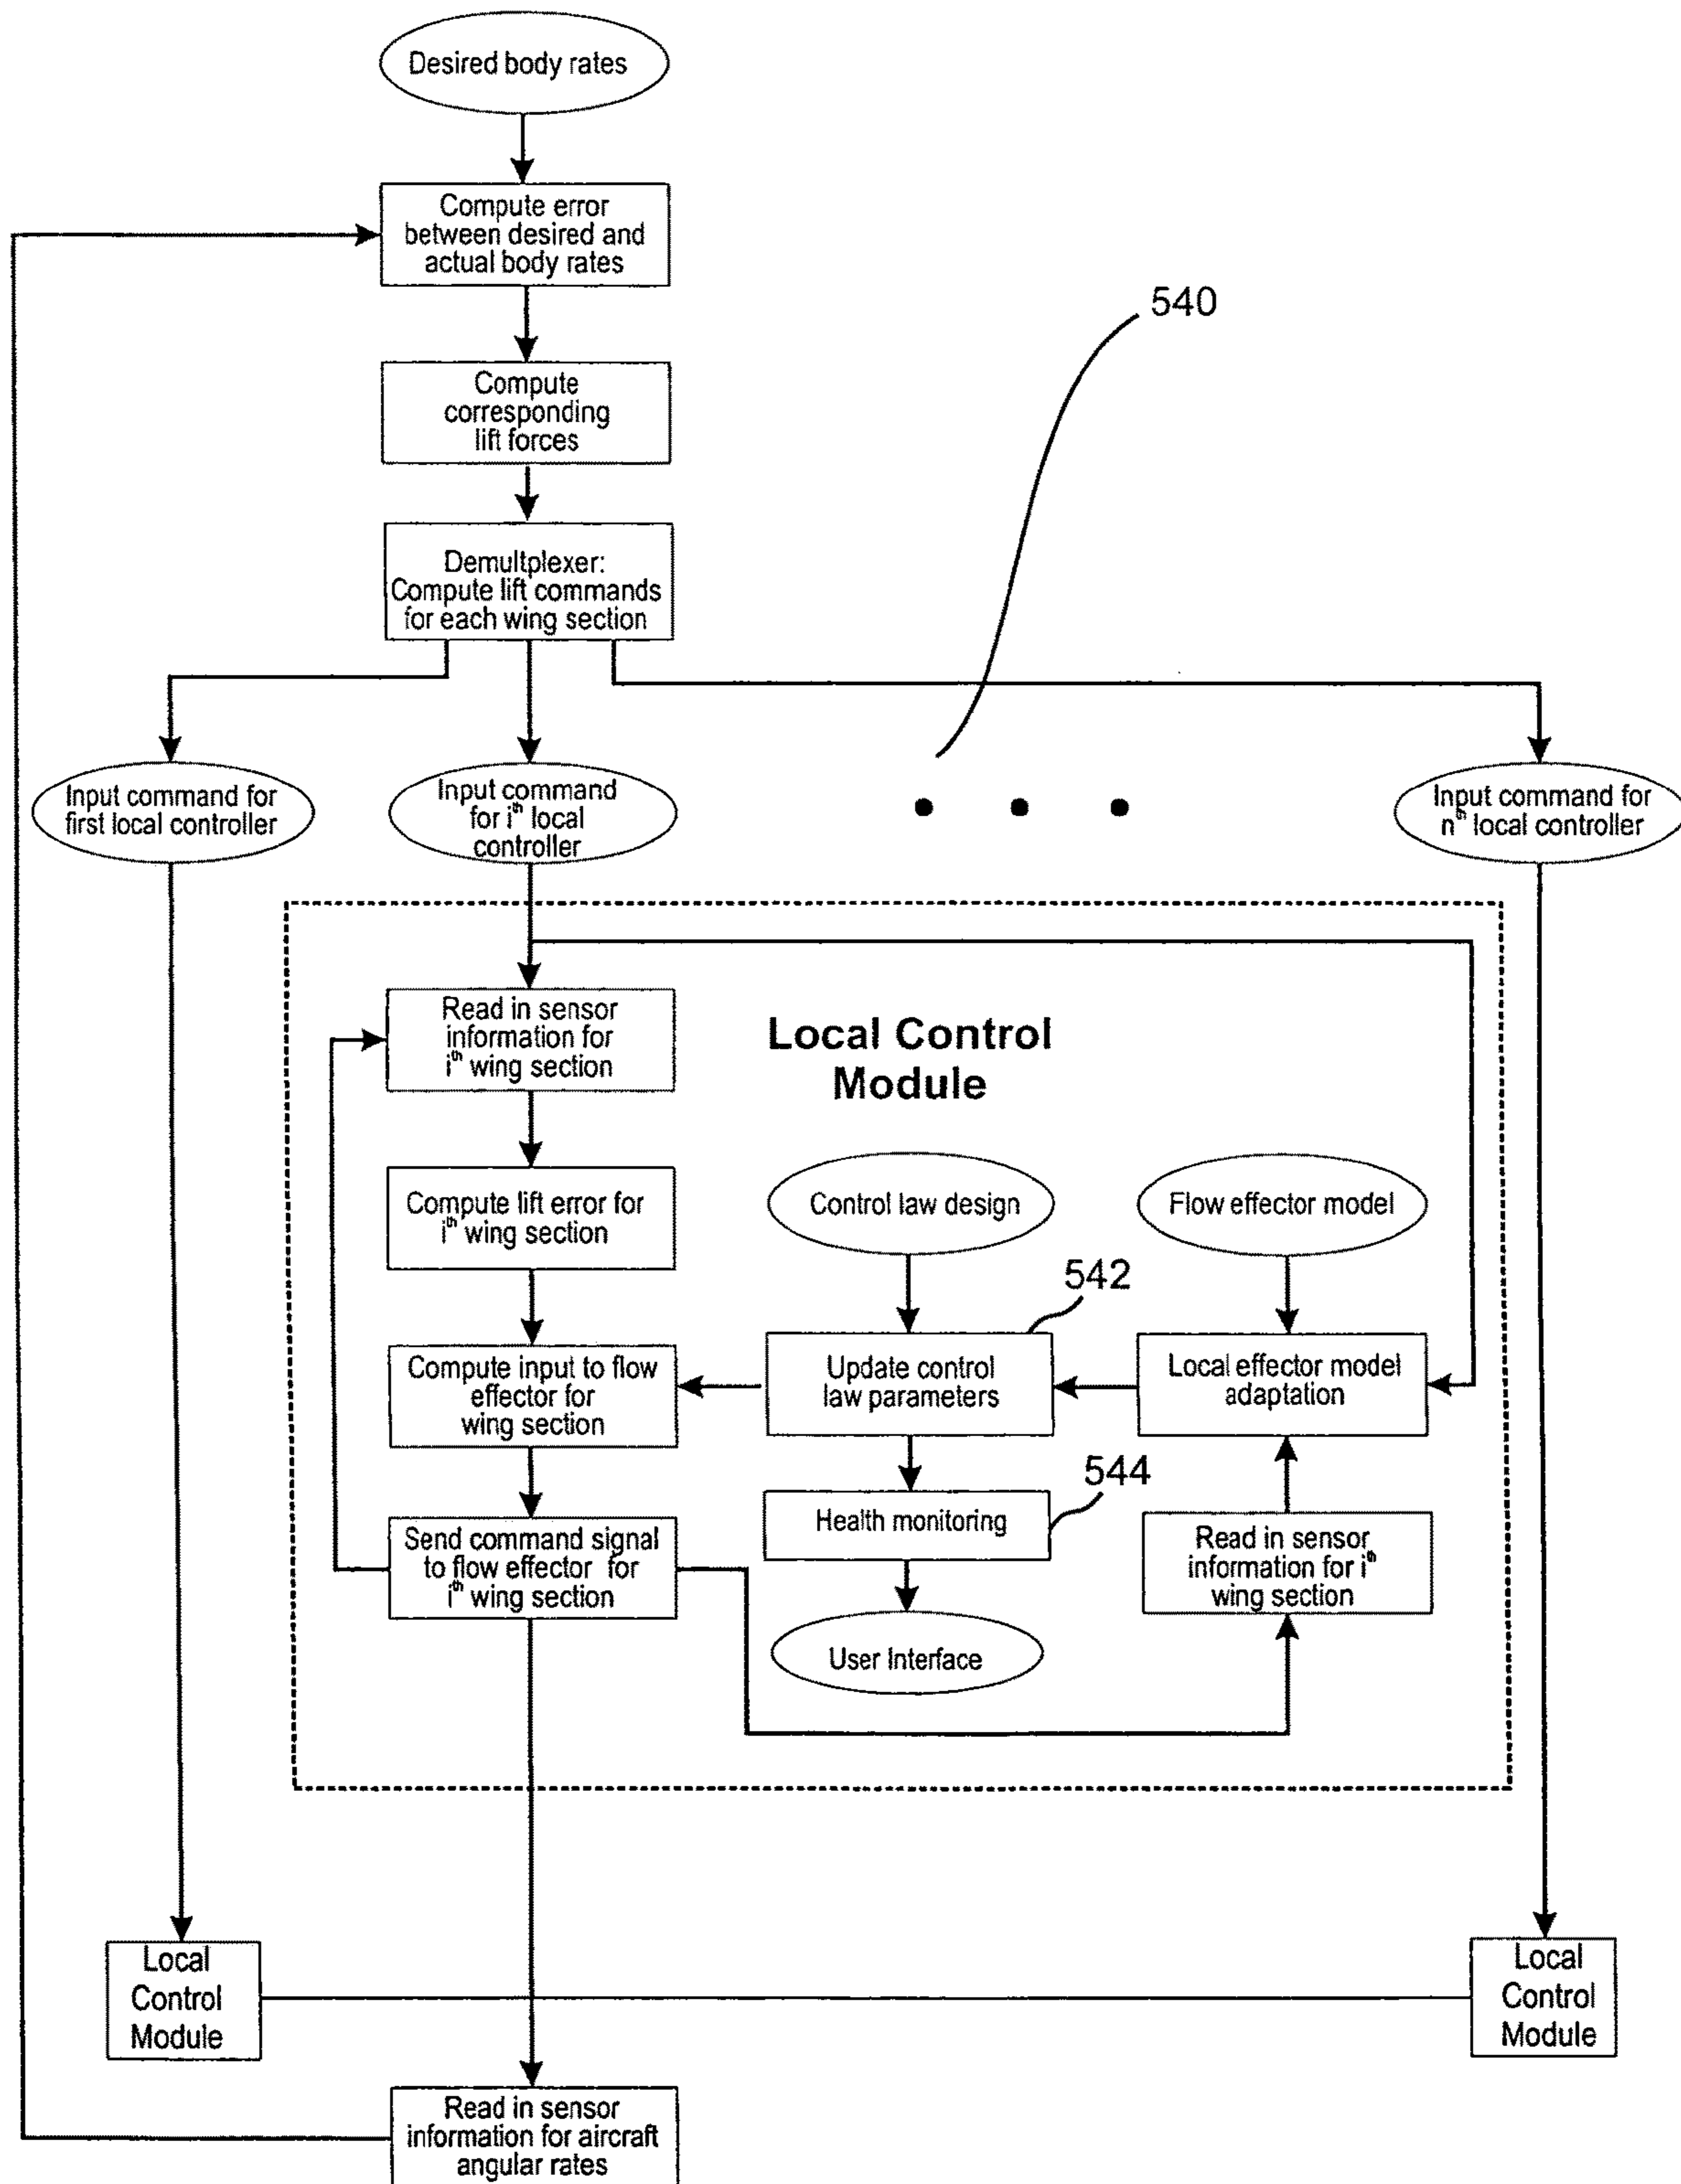 Desired body rates
Compute error
between desired and
actual body rates
540
Compute
corresponding
lift forces
Demultplexer:
Compute lift commands
for each wing section
Input command for
first local controller
Input command
for iᵗʰ local
controller
• • •
Input command for
nᵗʰ local controller
Read in sensor
information for
iᵗʰ wing section
Local Control
Module
Compute lift error for
iᵗʰ wing section
Control law design
Flow effector model
542
Compute input to flow
effector for
wing section
Update control
law parameters
Local effector model
adaptation
544
Health monitoring
Send command signal
to flow effector for
iᵗʰ wing section
Read in sensor
information for iᵗʰ
wing section
User Interface
Local
Control
Module
Local
Control
Module
Read in sensor
information for aircraft
angular rates